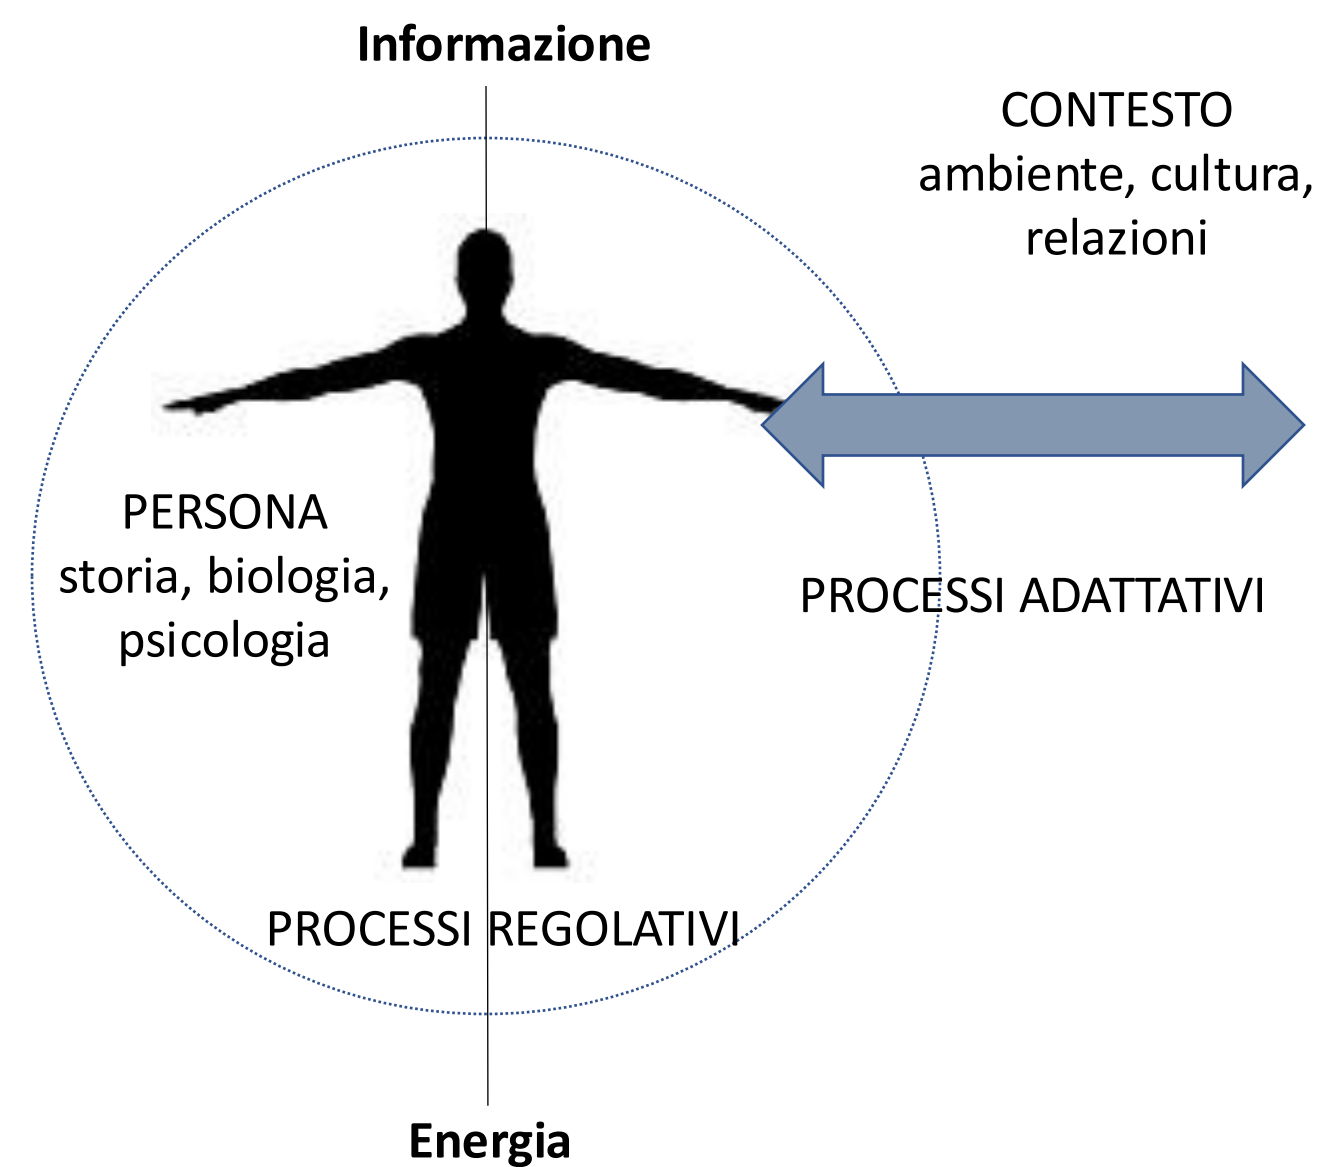 Informazione
CONTESTO
ambiente, cultura,
relazioni
PERSONA
storia, biologia,
psicologia
PROCESSI ADATTATIVI
PROCESSI REGOLATIVI
Energia